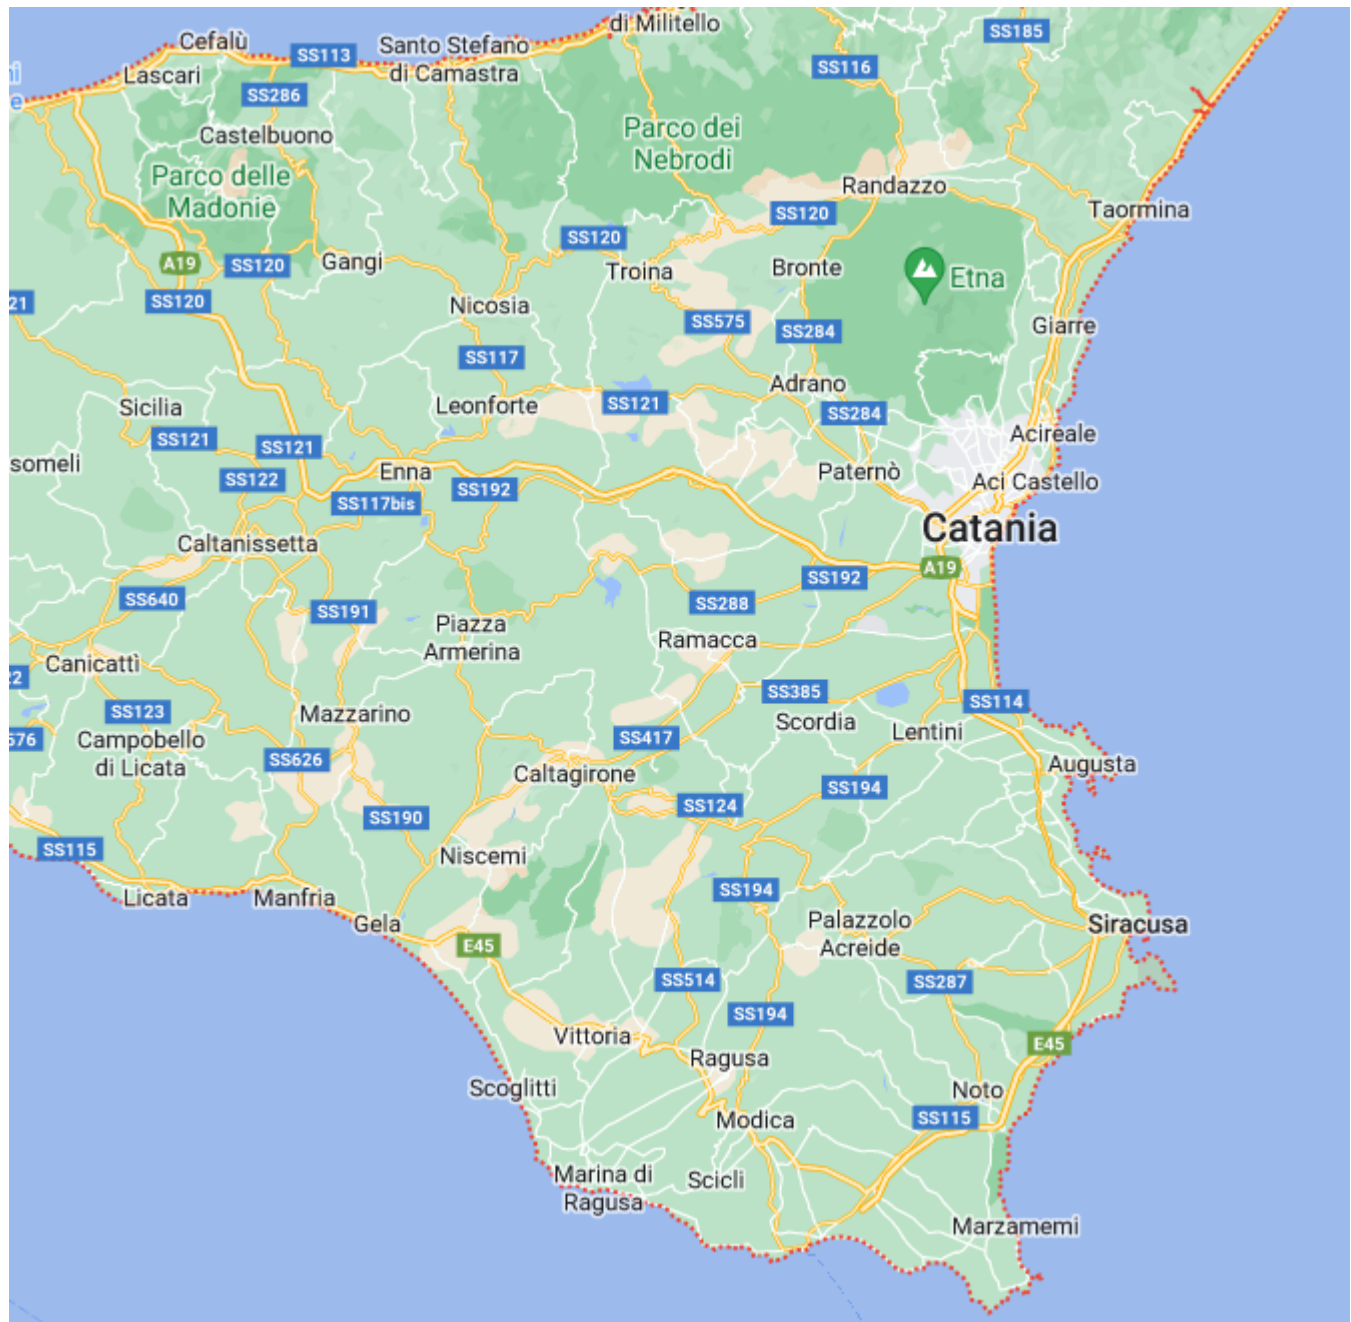 di Militello
SS185
Cefalù
SS113
Santo Stefano
di Camastra
Lascari
SS116
ni
e
SS286
Castelbuono
Parco dei
Nebrodi
Parco delle
Madonie
Randazzo
Taormina
SS120
SS120
A19
SS120
Gangi
Troina
Bronte
Etna
21
SS120
Nicosia
SS575
SS284
Giarre
SS117
Adrano
Sicilia
Leonforte
SS121
SS284
SS121
SS121
Acireale
someli
SS122
Enna
SS192
Paternò
Aci Castello
SS117bis
Catania
Caltanissetta
A19
SS192
SS640
SS191
SS288
Piazza
Armerina
Ramacca
Canicattì
22
SS385
SS114
SS123
Mazzarino
Scordia
Lentini
576
Campobello
di Licata
SS417
SS626
Caltagirone
Augusta
SS194
SS124
SS190
SS115
Niscemi
SS194
Licata
Manfria
Gela
Palazzolo
Acreide
Siracusa
E45
SS514
SS287
SS194
Vittoria
E45
Ragusa
Scoglitti
Noto
Modica
SS115
Marina di
Ragusa
Scicli
Marzamemi